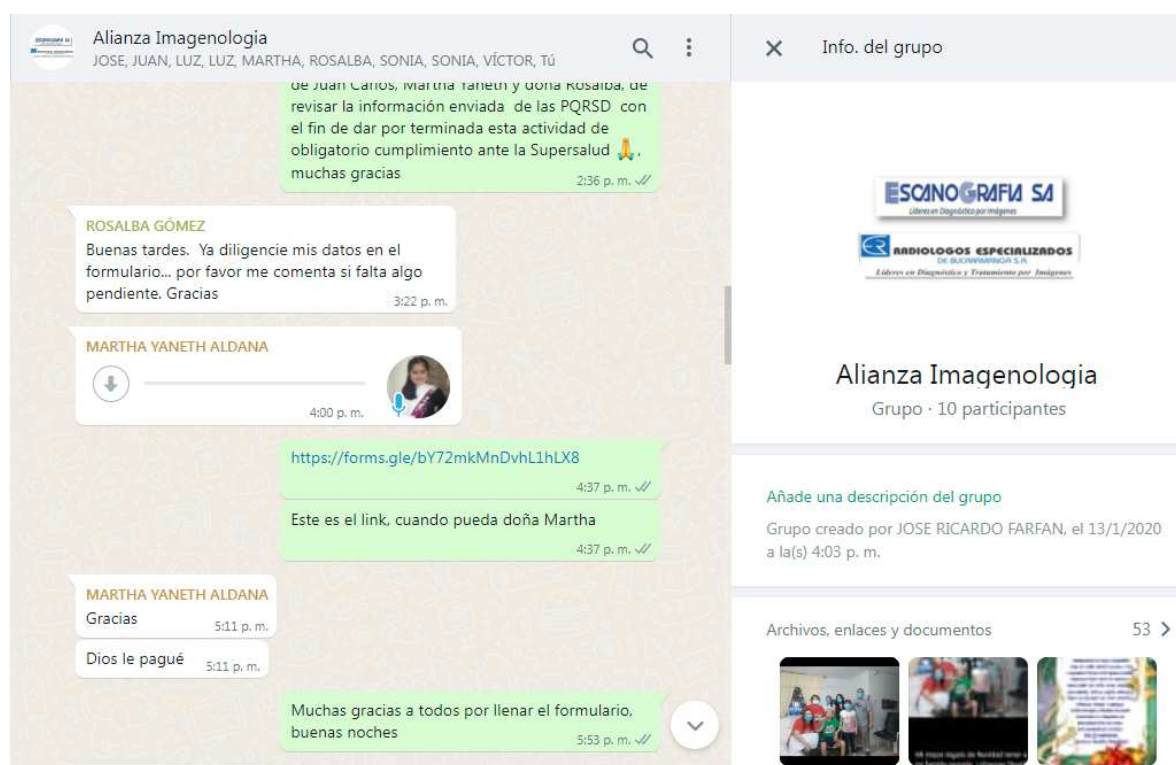 Alianza Imagenologia
JOSE, JUAN, LUZ, LUZ, MARTHA, ROSALBA, SONIA, SONIA, VÍCTOR, Tú
de Juan Carlos, Martha Yaneth y doña Rosalba, de
revisar la información enviada de las PQRSD con
el fin de dar por terminada esta actividad de
obligatorio cumplimiento ante la Supersalud 🙏,
muchas gracias
2:36 p. m.
ROSALBA GÓMEZ
Buenas tardes. Ya diligencie mis datos en el
formulario... por favor me comenta si falta algo
pendiente. Gracias
3:22 p. m.
MARTHA YANETH ALDANA
4:00 p. m.
https://forms.gle/bY72mkMnDvhL1hLX8
4:37 p. m.
Este es el link, cuando pueda doña Martha
4:37 p. m.
MARTHA YANETH ALDANA
Gracias
5:11 p. m.
Dios le pagué
5:11 p. m.
Muchas gracias a todos por llenar el formulario,
buenas noches
5:53 p. m.
Info. del grupo
ESCANOGRAFIA SA
Líderes en Diagnóstico por Imágenes
RADIOLOGOS ESPECIALIZADOS
DE BUCARAMANGA S.A
Líderes en Diagnóstico y Tratamiento por Imágenes
Alianza Imagenologia
Grupo · 10 participantes
Añade una descripción del grupo
Grupo creado por JOSE RICARDO FARFAN, el 13/1/2020
a la(s) 4:03 p. m.
Archivos, enlaces y documentos
53